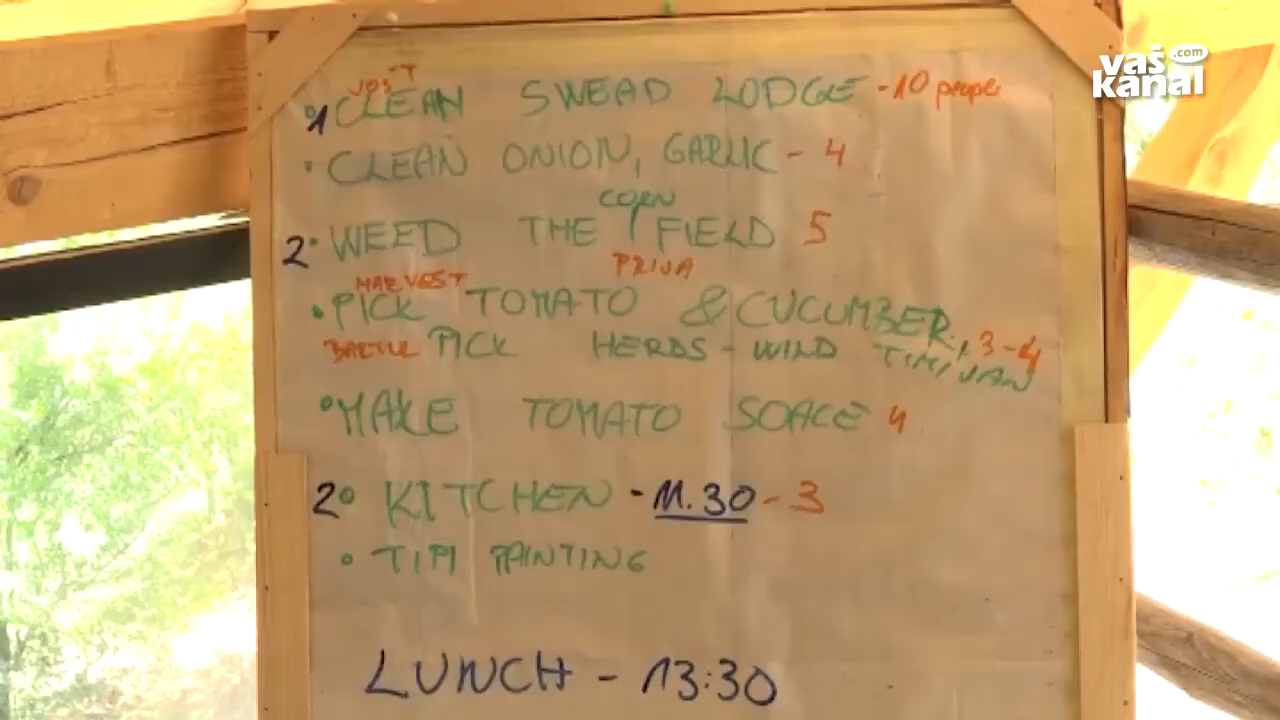 vaš .com
kanal
JOST
1 CLEAN SWEAD LODGE - 10 people
• CLEAN ONION, GARLIC - 4
CORN
2• WEED THE FIELD 5
HARVEST PRIJA
• PICK TOMATO & CUCUMBER
PICK HERBS - WILD TIMIJAN 3-4
• MAKE TOMATO SOACE 4
2• KITCHEN - 11.30 - 3
• TIPI PAINTING
LUNCH - 13:30